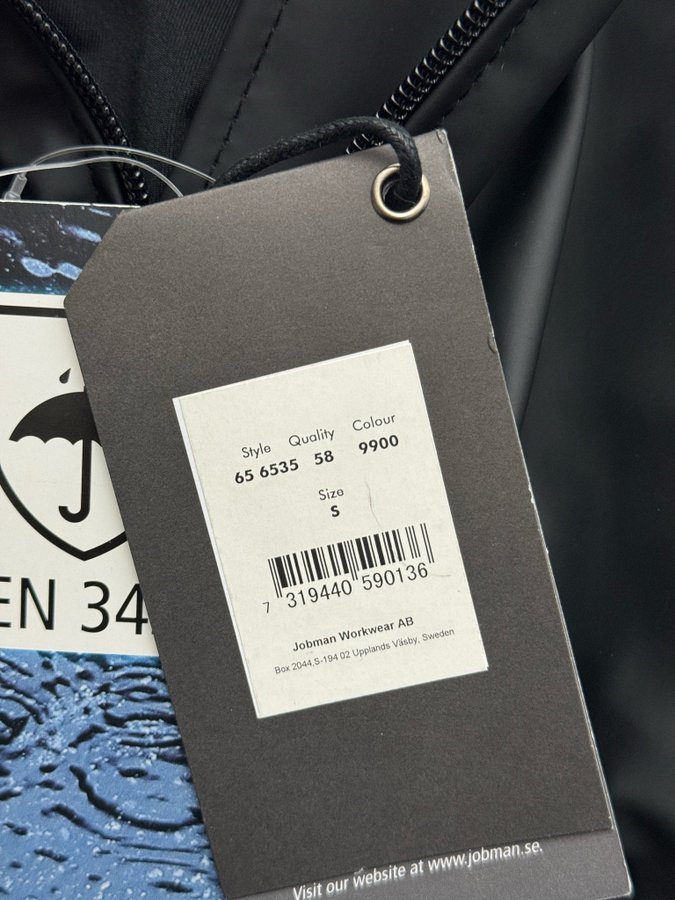 Style Quality Colour
65 6535 58 9900
Size
S
7 319440 590136
Jobman Workwear AB
Box 2044,S-194 02 Upplands Väsby, Sweden
EN 34
Visit our website at www.jobman.se.